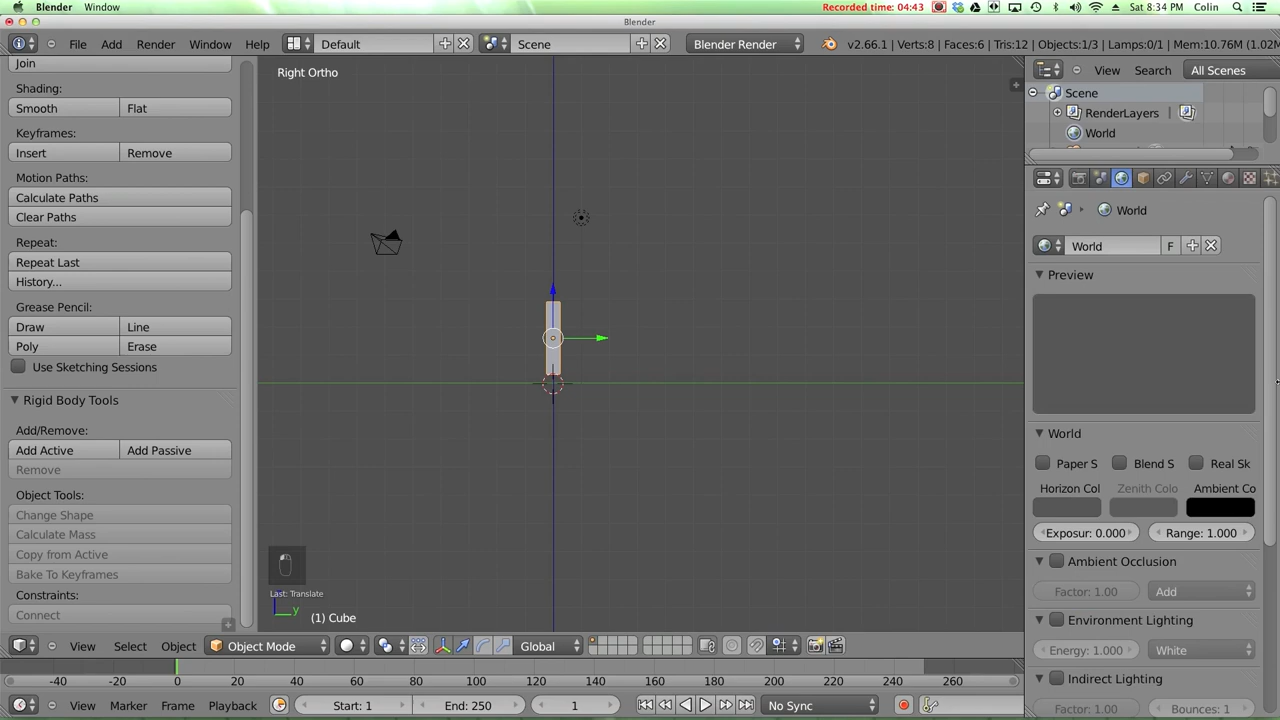 Blender Window Recorded time: 04:43 Sat 8:34 PM Colin
Blender
File Add Render Window Help Default Scene Blender Render v2.66.1 | Verts:8 | Faces:6 | Tris:12 | Objects:1/3 | Lamps:0/1 | Mem:10.76M (1.02M
Join
Shading:
Smooth Flat
Keyframes:
Insert Remove
Motion Paths:
Calculate Paths
Clear Paths
Repeat:
Repeat Last
History...
Grease Pencil:
Draw Line
Poly Erase
Use Sketching Sessions
Rigid Body Tools
Add/Remove:
Add Active Add Passive
Remove
Object Tools:
Change Shape
Calculate Mass
Copy from Active
Bake To Keyframes
Constraints:
Connect
Right Ortho
Last: Translate
y
(1) Cube
View Select Object Object Mode Global
-40 -20 0 20 40 60 80 100 120 140 160 180 200 220 240 260
View Marker Frame Playback Start: 1 End: 250 1 No Sync
View Search All Scenes
Scene
RenderLayers
World
World
World F
Preview
World
Paper S Blend S Real Sk
Horizon Col Zenith Colo Ambient Co
Exposur: 0.000 Range: 1.000
Ambient Occlusion
Factor: 1.00 Add
Environment Lighting
Energy: 1.000 White
Indirect Lighting
Factor: 1.00 Bounces: 1